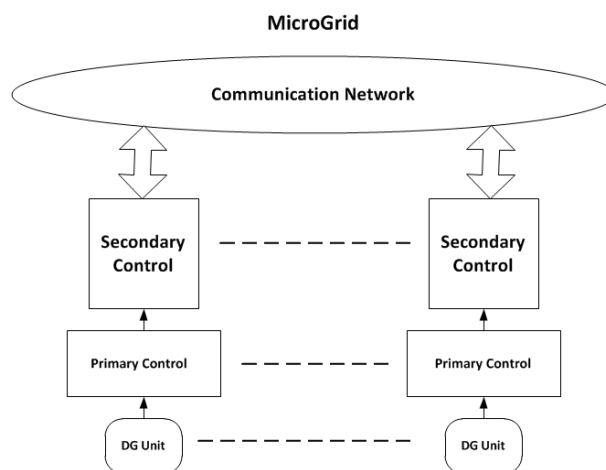 MicroGrid
Communication Network
Secondary
Control
Secondary
Control
Primary Control
Primary Control
DG Unit
DG Unit